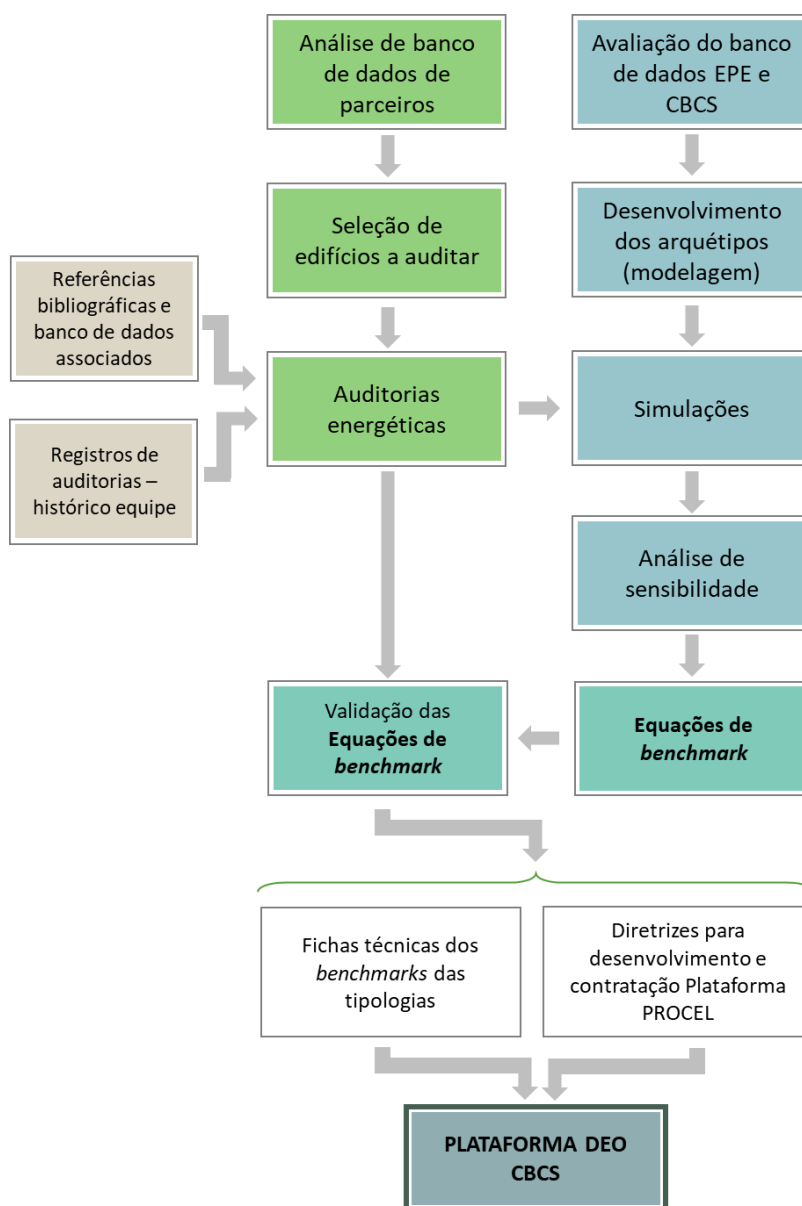 Análise de banco
de dados de
parceiros
Avaliação do banco
de dados EPE e
CBCS
Seleção de
edifícios a auditar
Desenvolvimento
dos arquétipos
(modelagem)
Referências
bibliográficas e
banco de dados
associados
Auditorias
energéticas
Simulações
Registros de
auditorias –
histórico equipe
Análise de
sensibilidade
Validação das
Equações de
benchmark
Equações de
benchmark
Fichas técnicas dos
benchmarks das
tipologias
Diretrizes para
desenvolvimento e
contratação Plataforma
PROCEL
PLATAFORMA DEO
CBCS